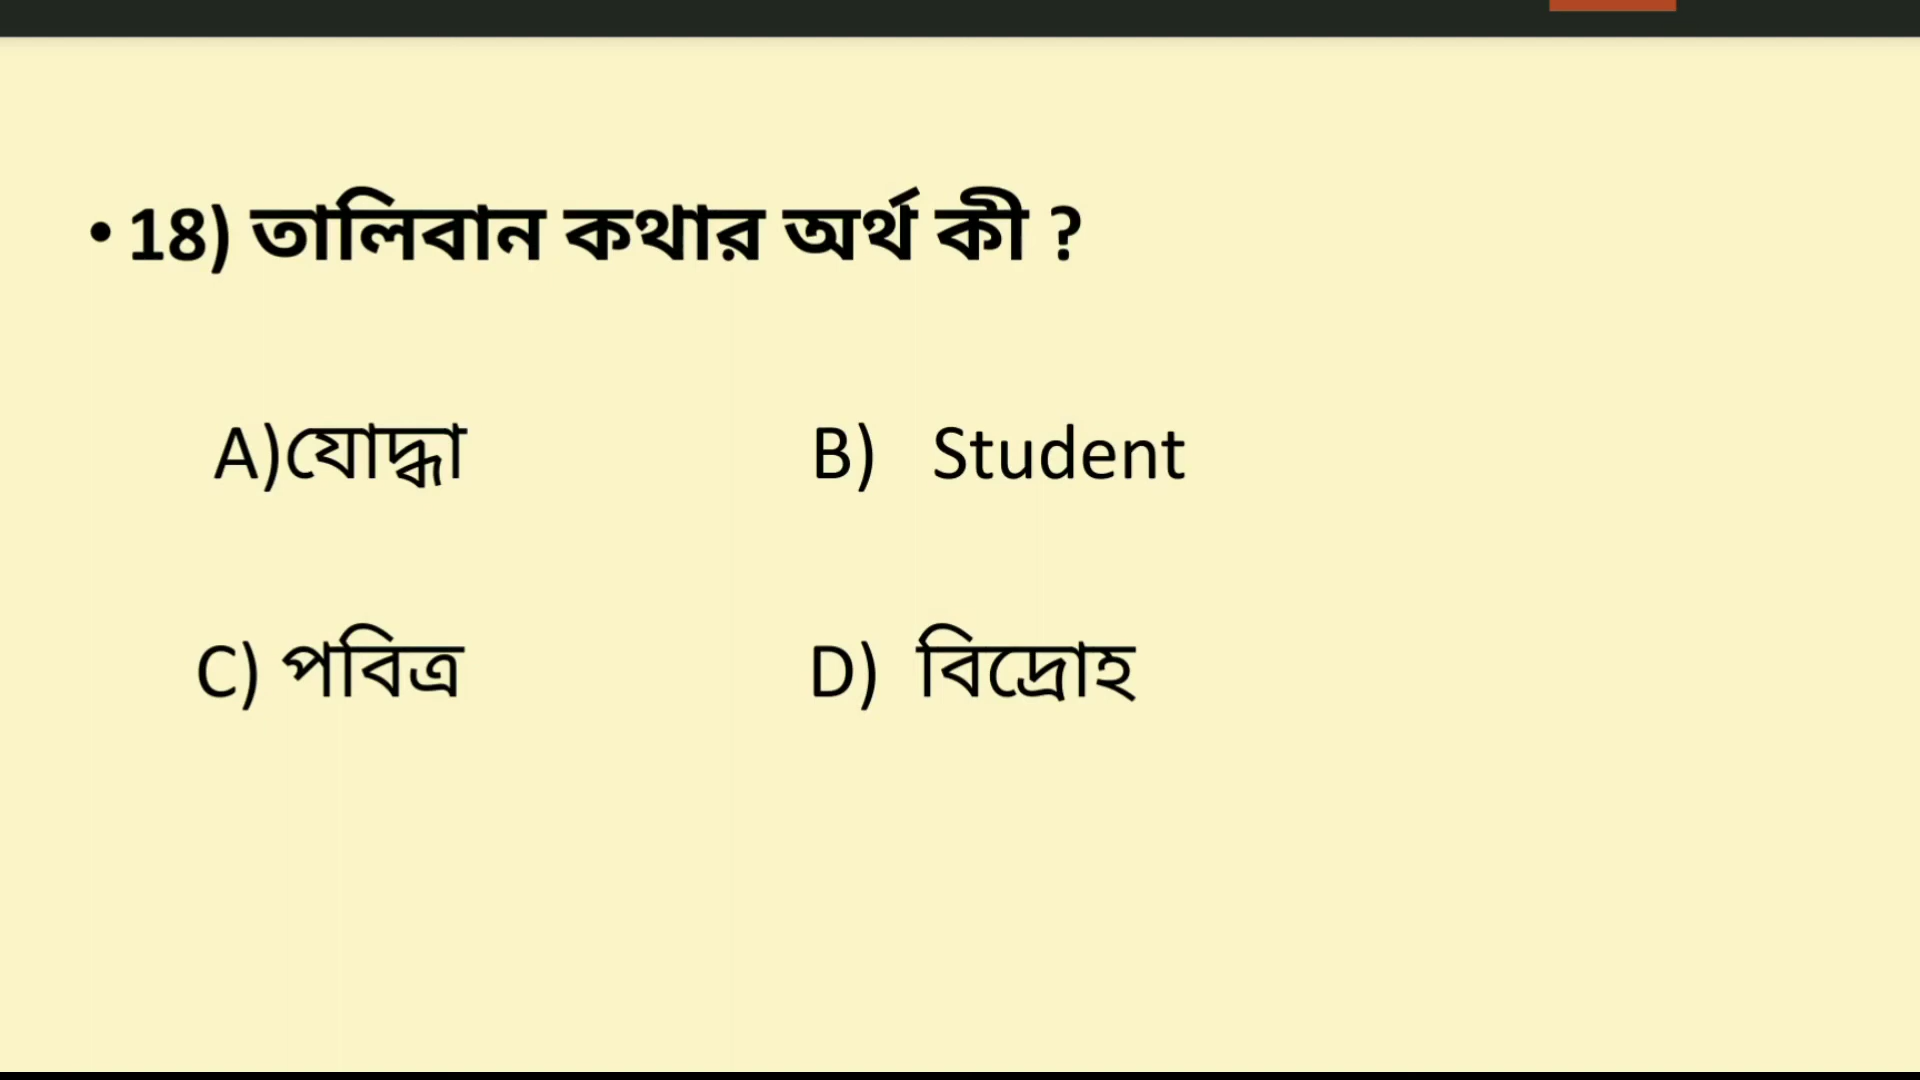 • 18) তালিবান কথার অর্থ কী ?
A)যোদ্ধা B) Student
C) পবিত্র D) বিদ্রোহ